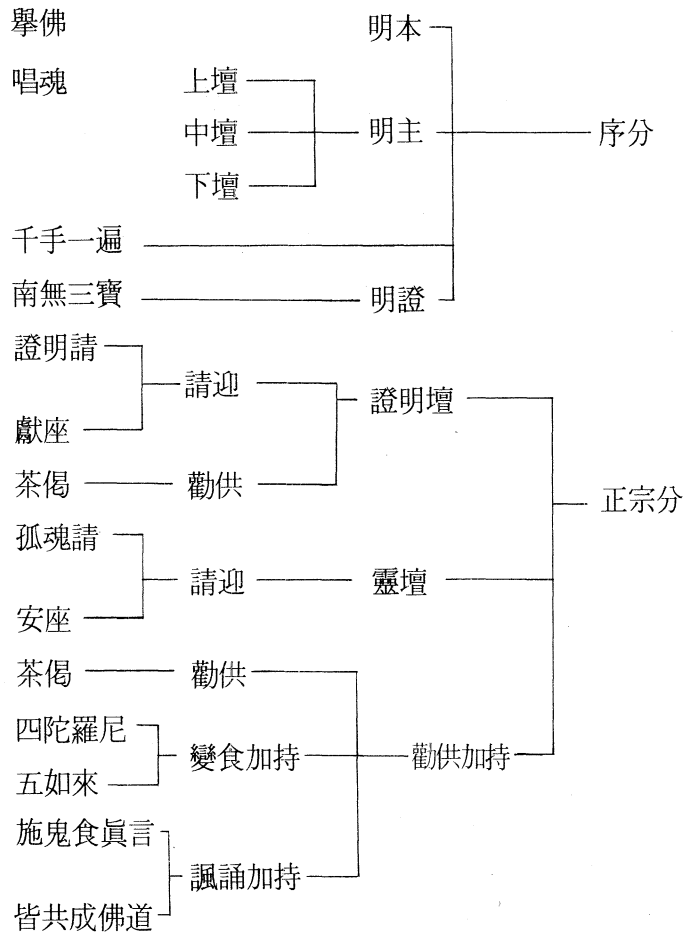 擧佛 明本
唱魂 上壇
中壇 明主 序分
下壇
千手一遍
南無三寶 明證
證明請
請迎 證明壇
獻座
茶偈 勸供 正宗分
孤魂請
請迎 靈壇
安座
茶偈 勸供
四陀羅尼
變食加持 勸供加持
五如來
施鬼食眞言
諷誦加持
皆共成佛道